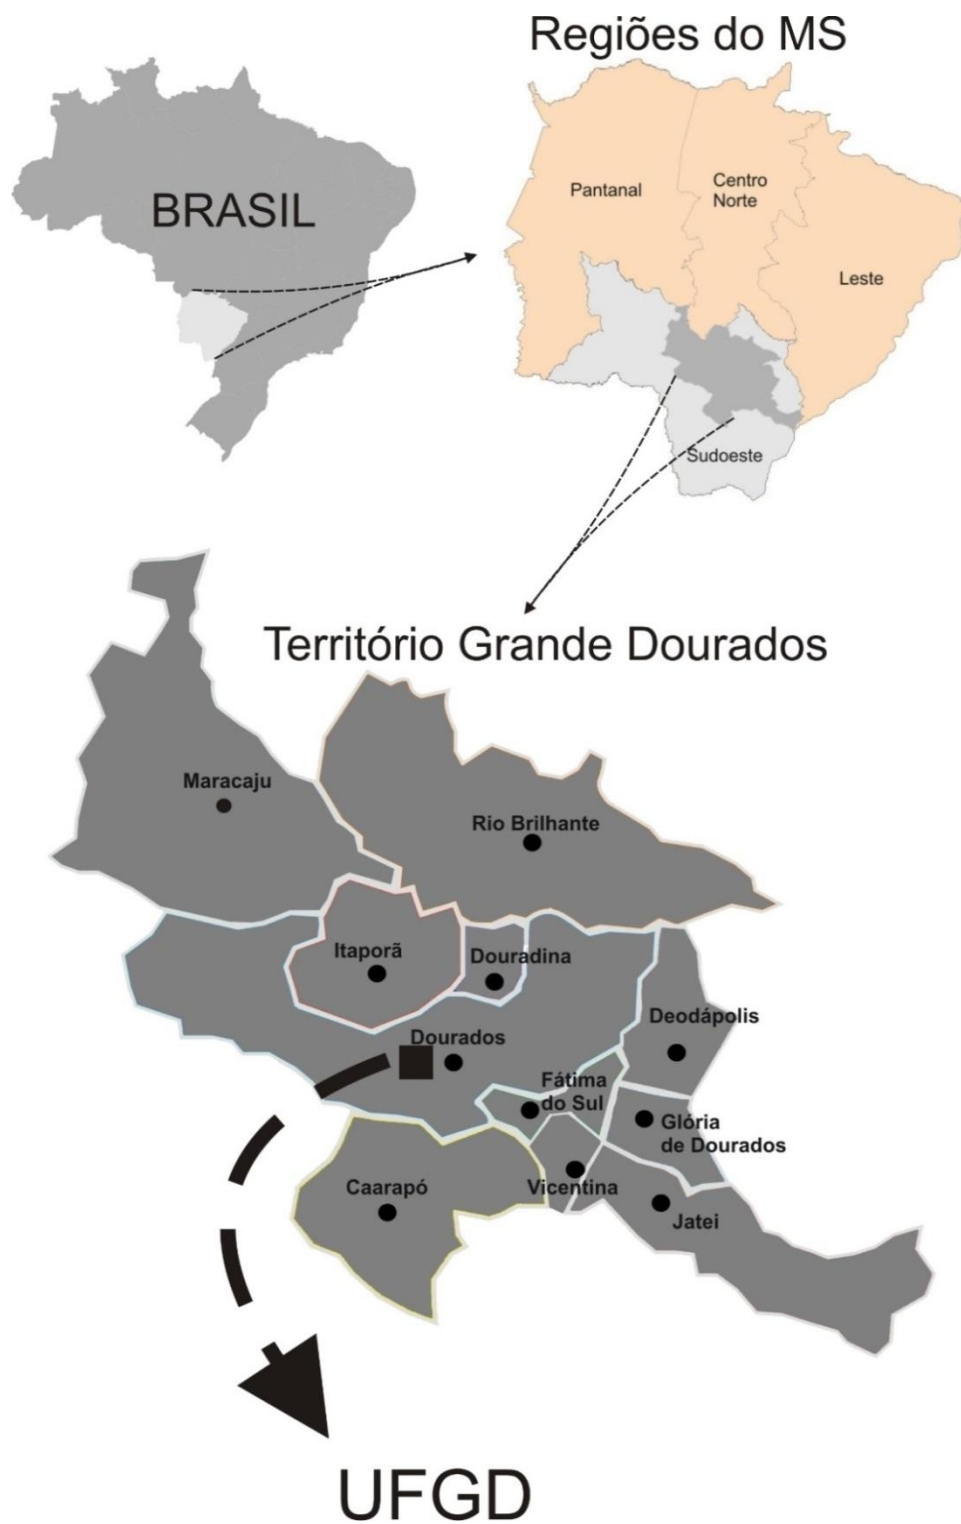 Regiões do MS
BRASIL
Pantanal
Centro
Norte
Leste
Sudoeste
Território Grande Dourados
Maracaju
Rio Brilhante
Itaporã
Douradina
Deodápolis
Dourados
Fátima
do Sul
Glória
de Dourados
Caarapó
Vicentina
Jatei
UFGD